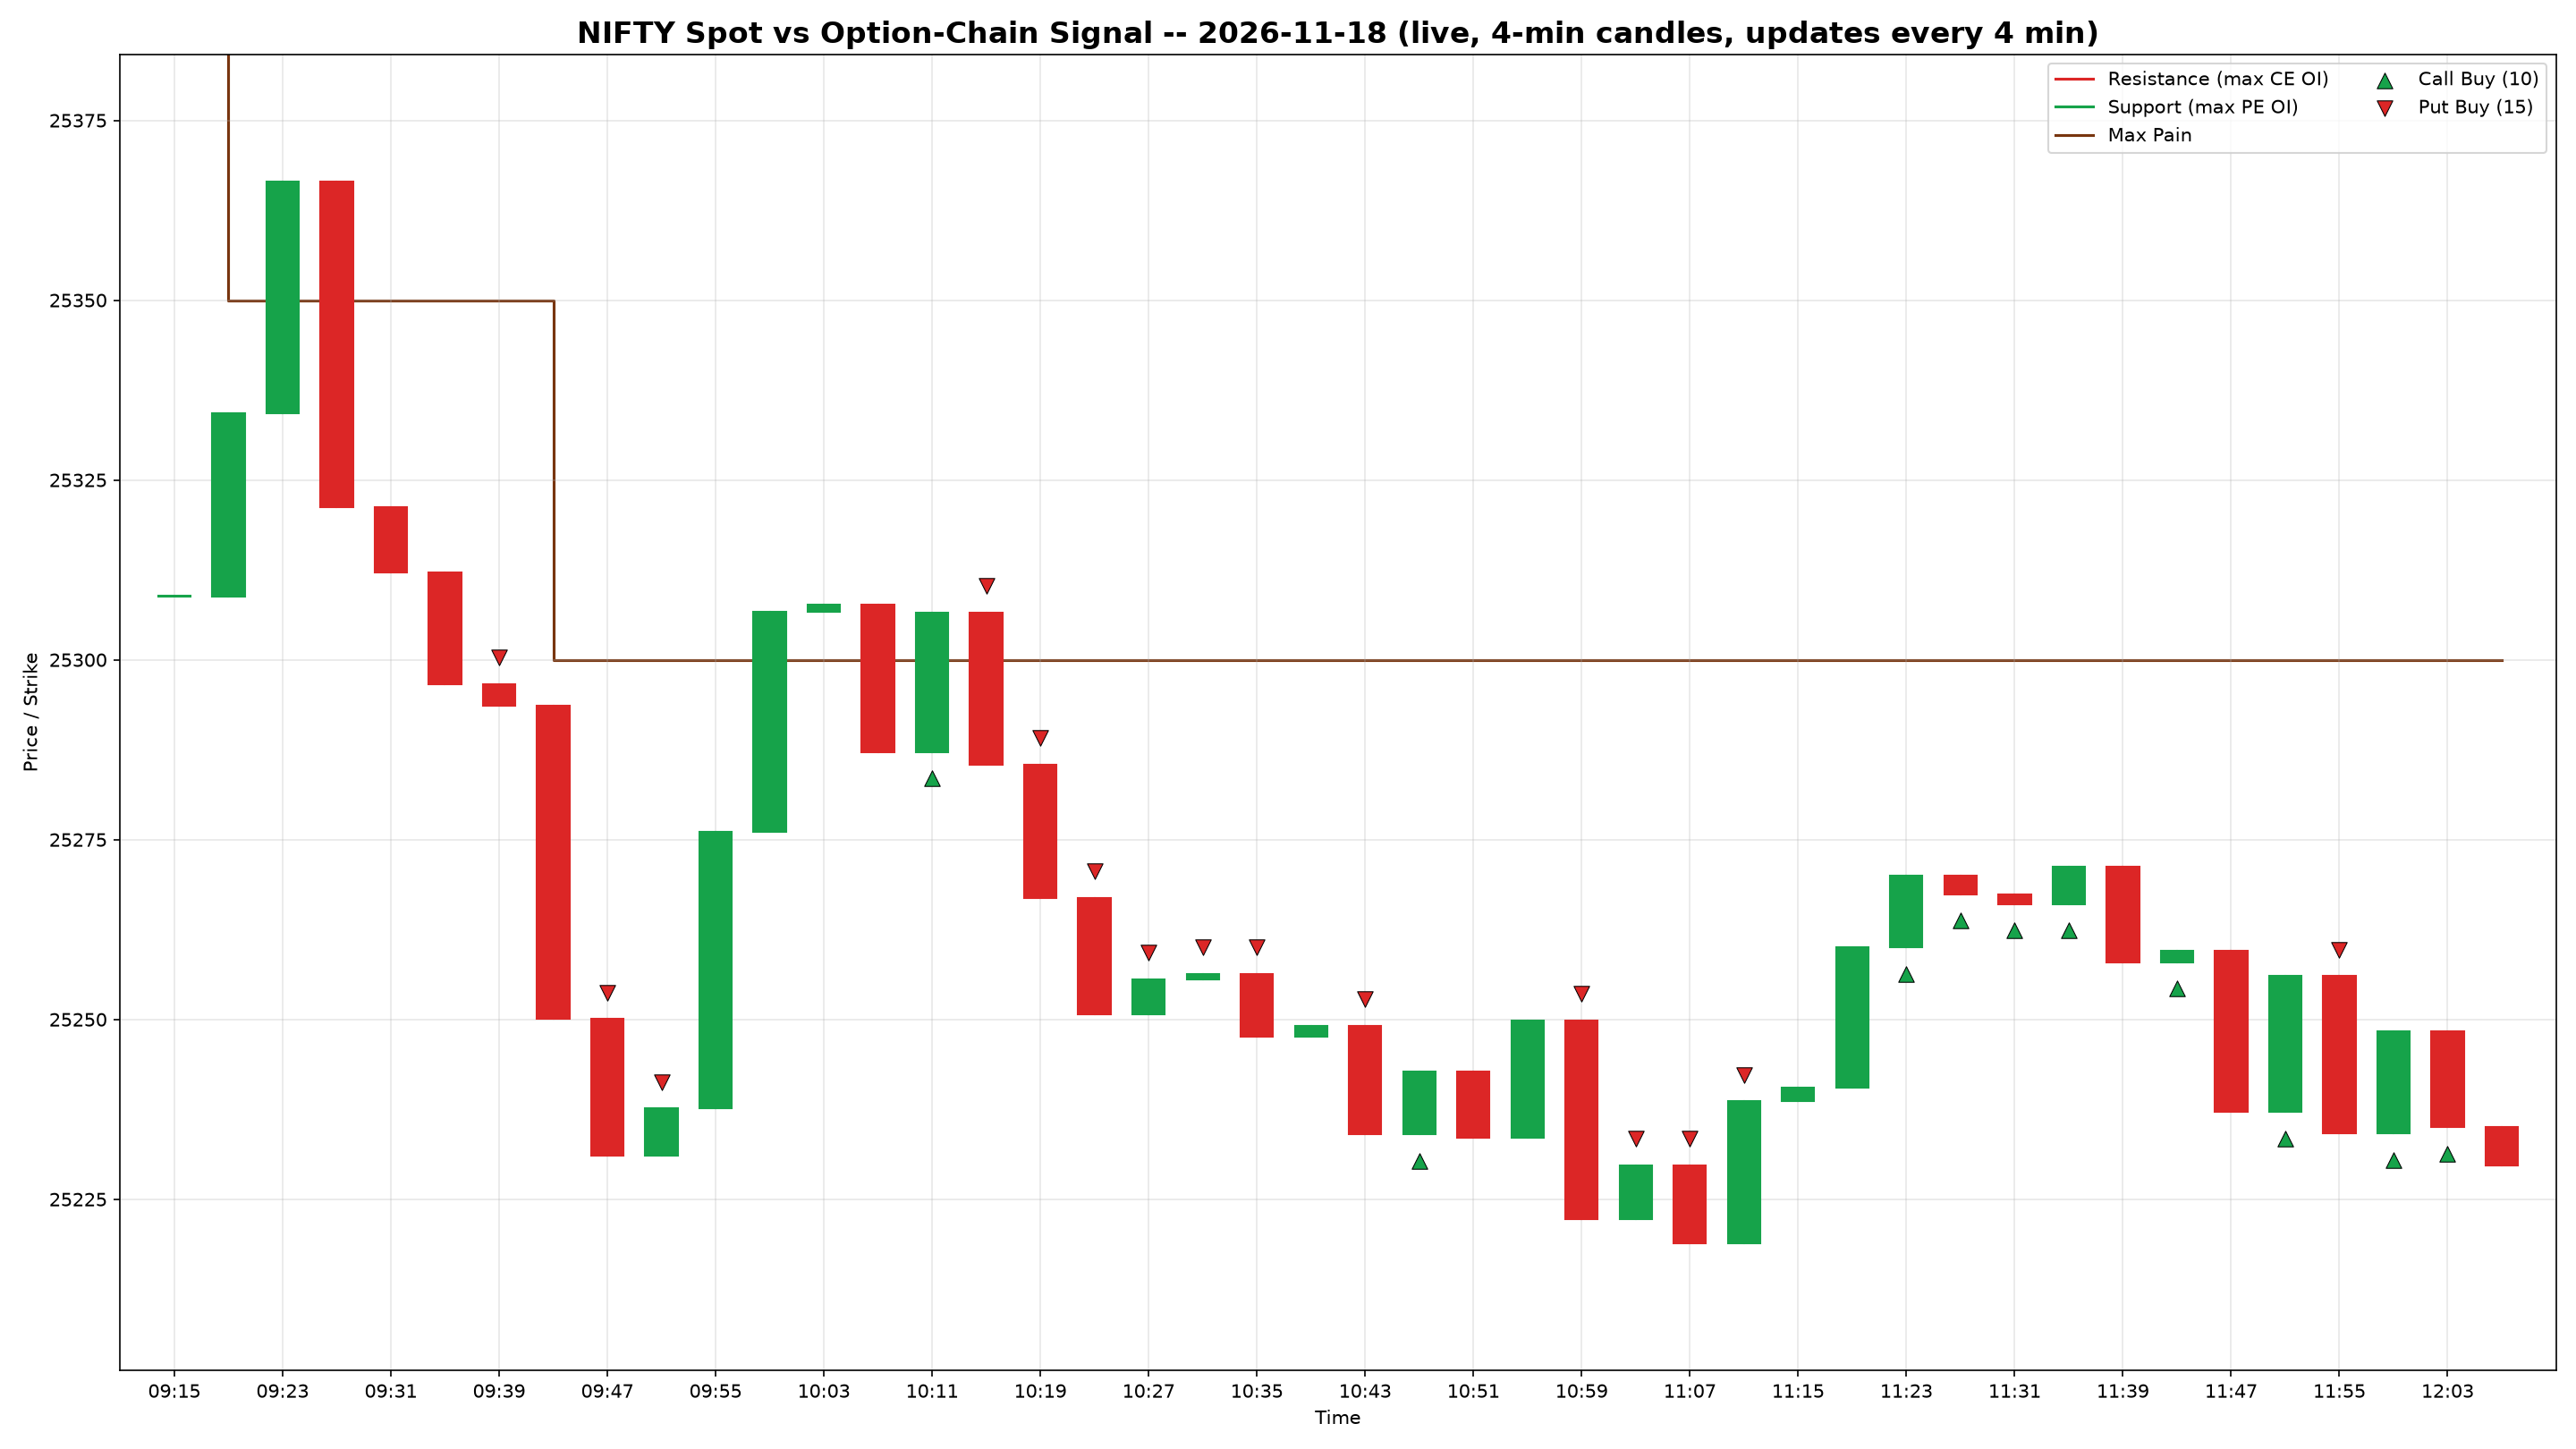 NIFTY Spot vs Option-Chain Signal -- 2026-11-18 (live, 4-min candles, updates every 4 min)
Resistance (max CE OI)
Support (max PE OI)
Max Pain
Call Buy (10)
Put Buy (15)
Price / Strike
25375
25350
25325
25300
25275
25250
25225
09:15 09:23 09:31 09:39 09:47 09:55 10:03 10:11 10:19 10:27 10:35 10:43 10:51 10:59 11:07 11:15 11:23 11:31 11:39 11:47 11:55 12:03
Time